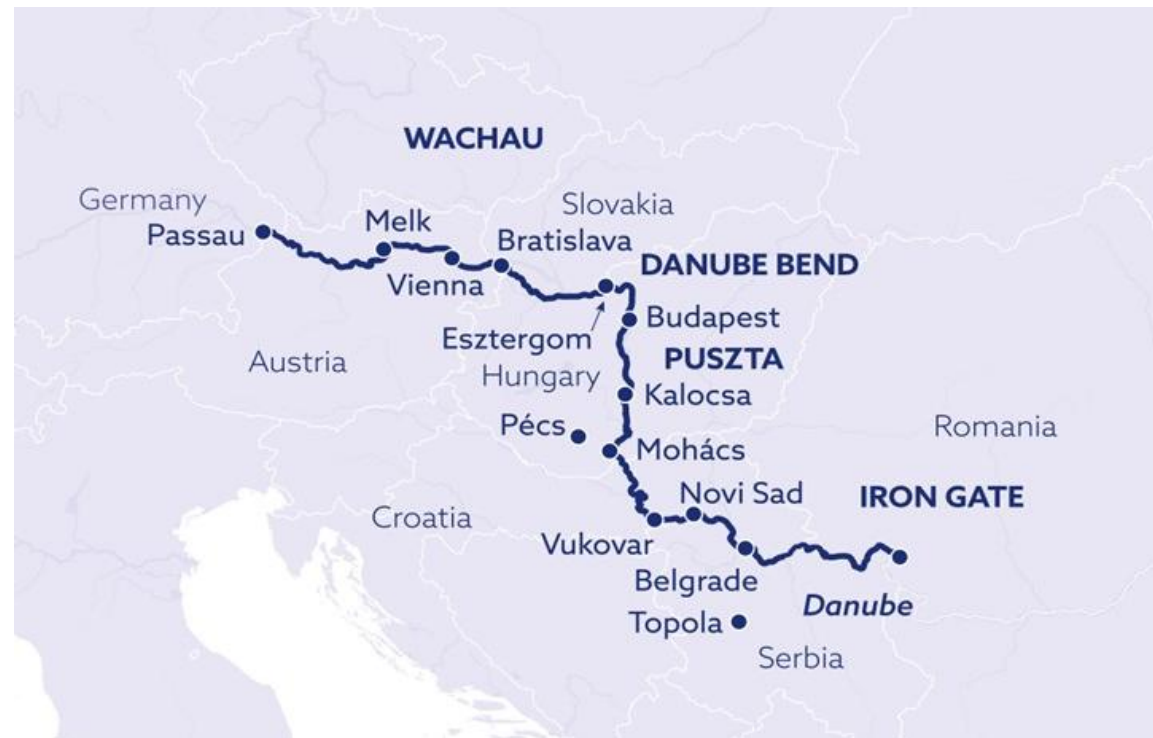 WACHAU
Germany
Slovakia
Passau
Melk
Bratislava
DANUBE BEND
Vienna
Budapest
Esztergom
PUSZTA
Austria
Hungary
Kalocsa
Pécs
Romania
Mohács
Novi Sad
IRON GATE
Croatia
Vukovar
Belgrade
Danube
Topola
Serbia